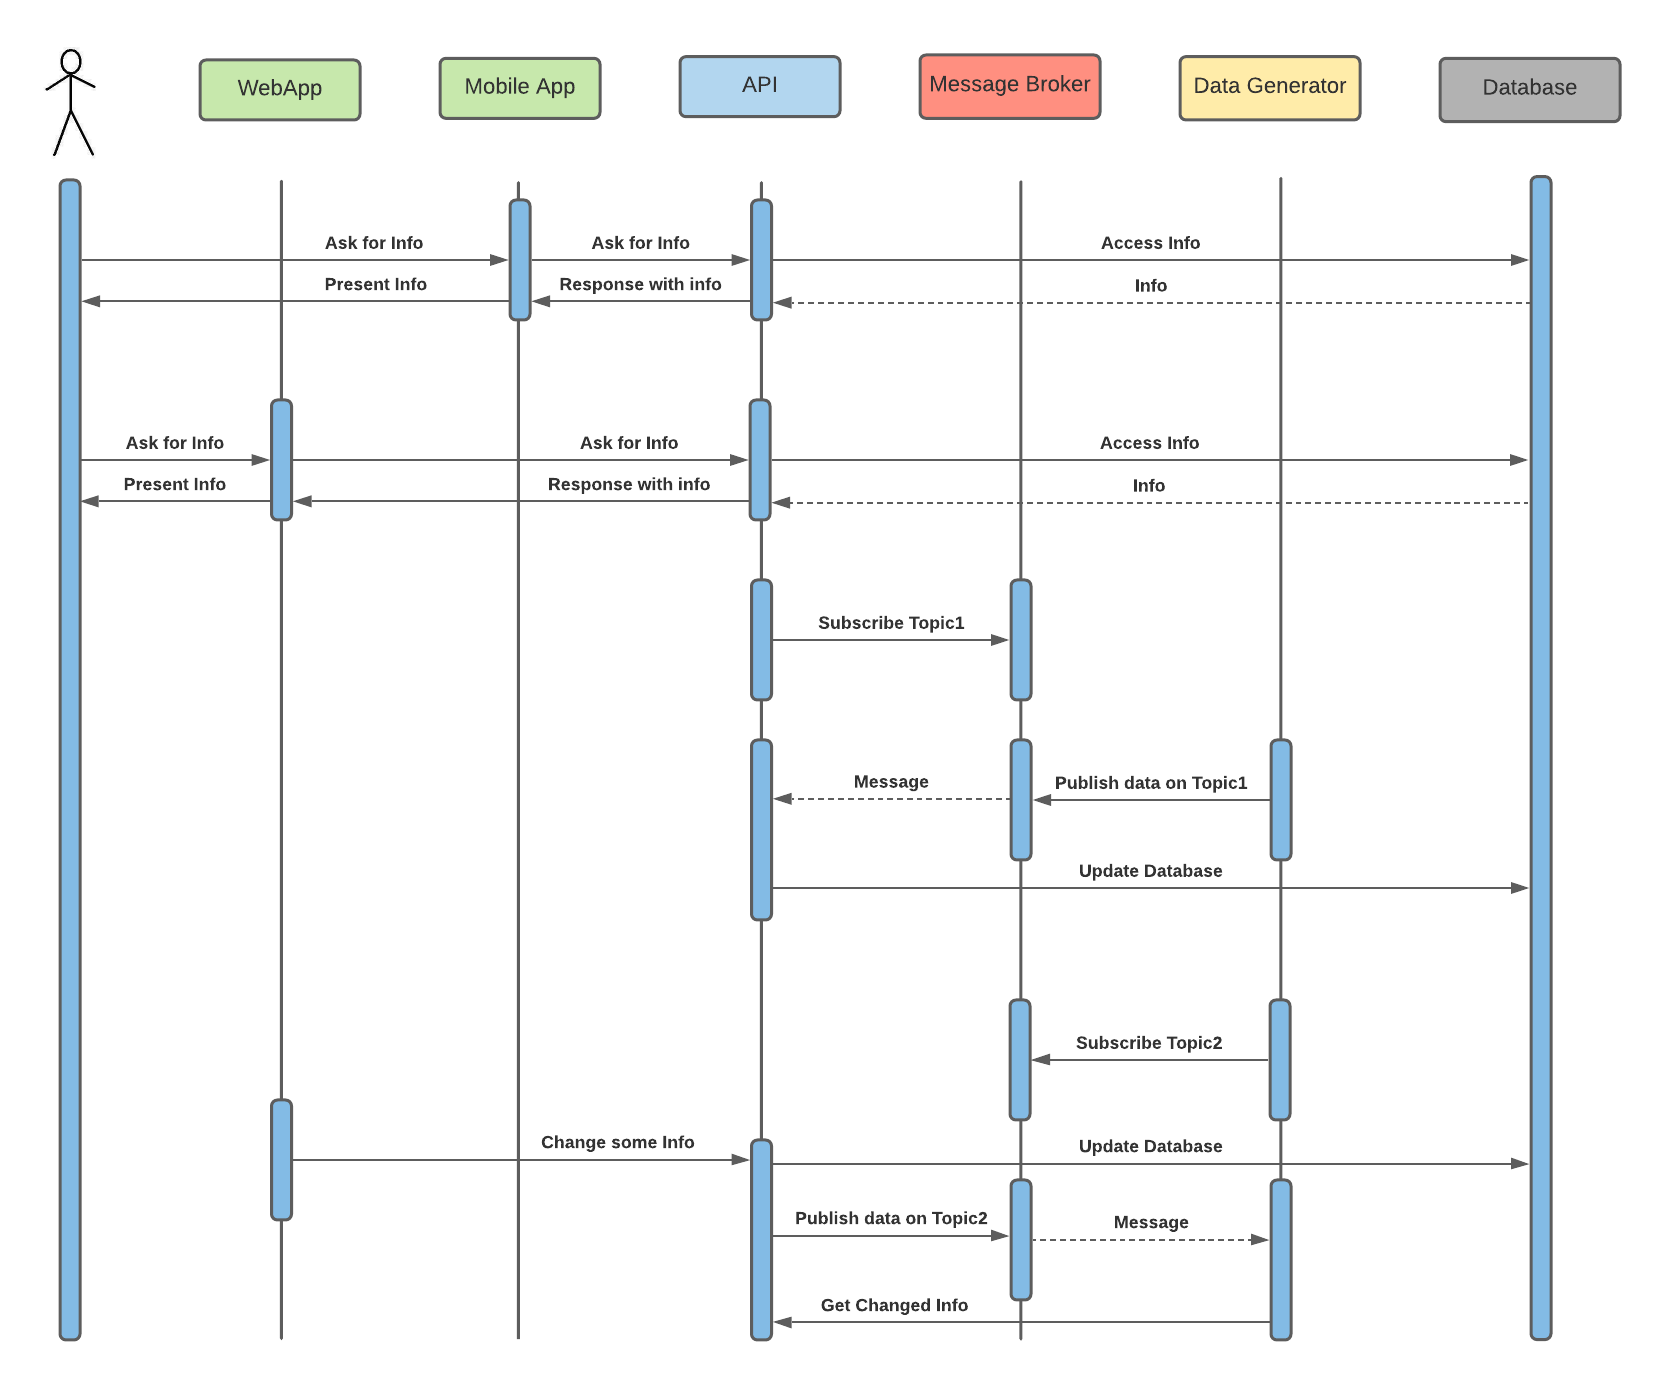 WebApp
Mobile App
API
Message Broker
Data Generator
Database
Ask for Info
Ask for Info
Access Info
Present Info
Response with info
Info
Ask for Info
Ask for Info
Access Info
Present Info
Response with info
Info
Subscribe Topic1
Message
Publish data on Topic1
Update Database
Subscribe Topic2
Change some Info
Update Database
Publish data on Topic2
Message
Get Changed Info